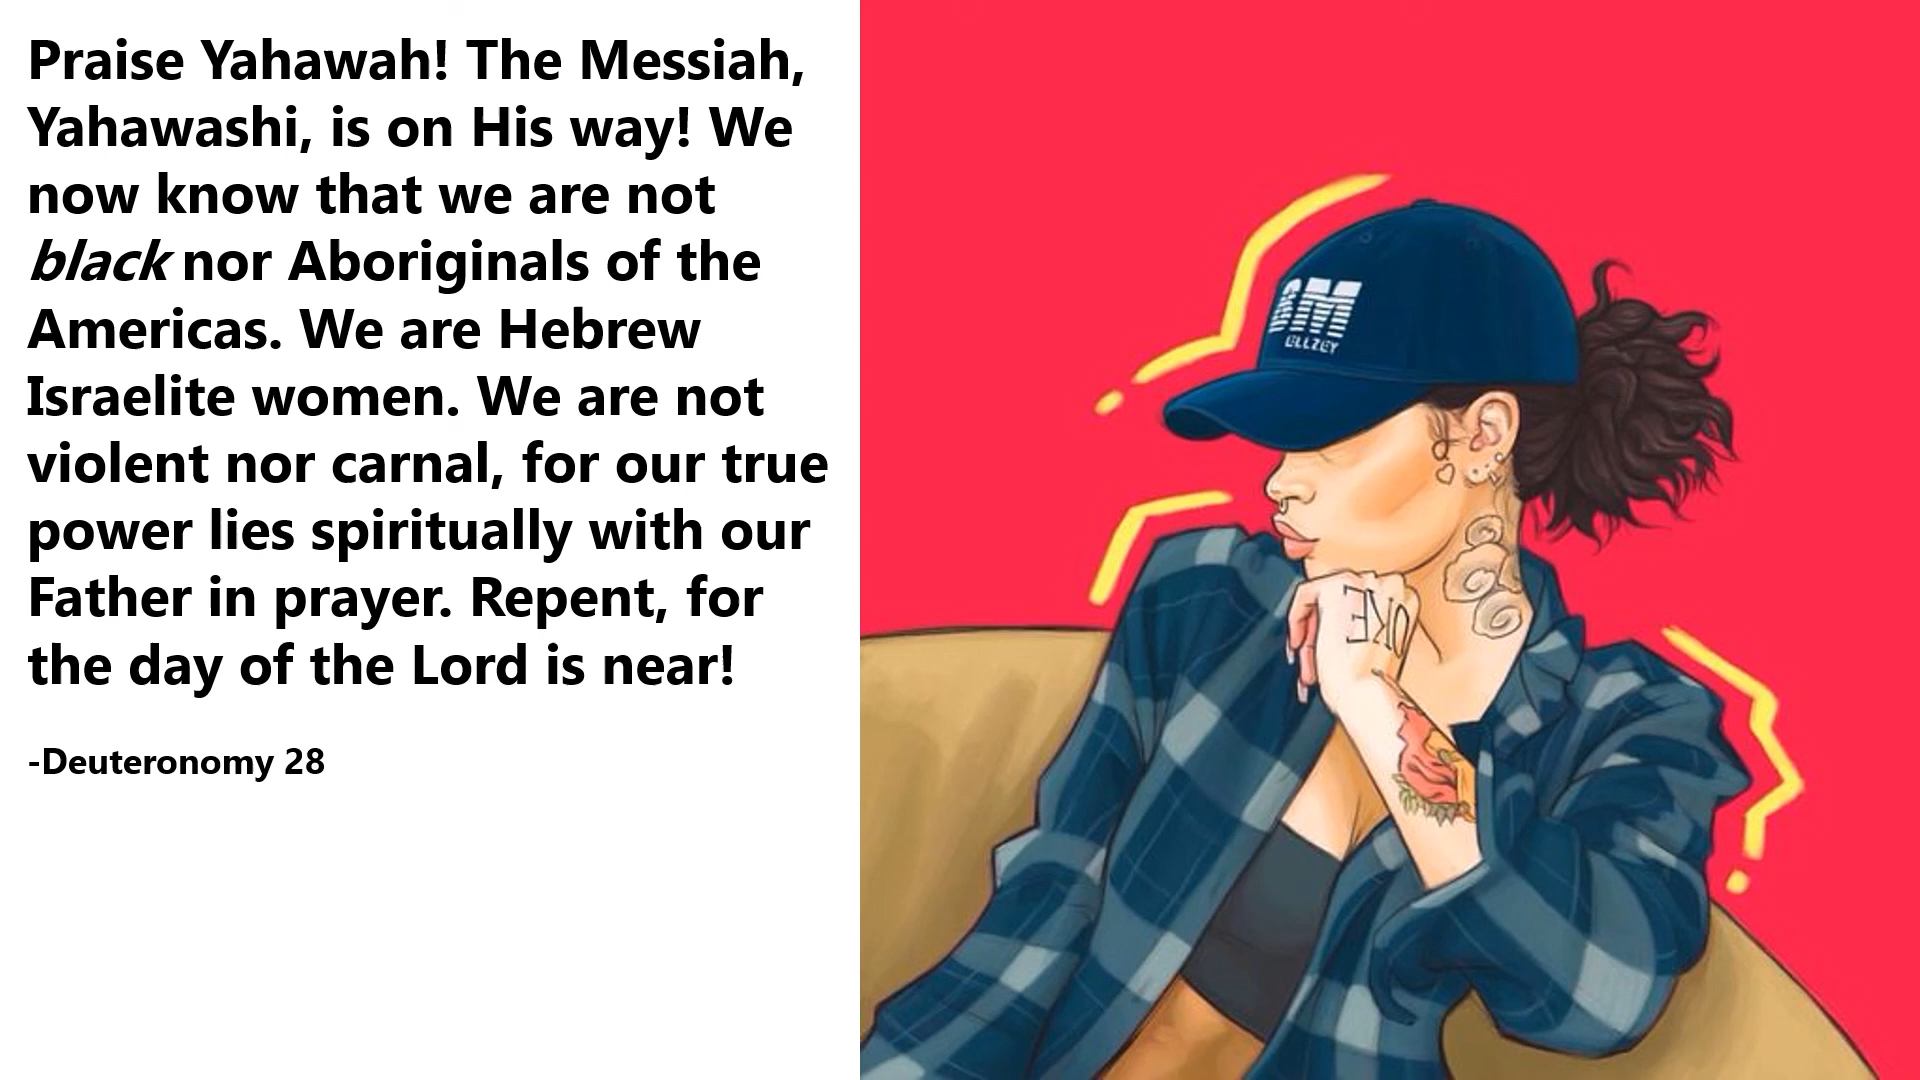 Praise Yahawah! The Messiah,
Yahawashi, is on His way! We
now know that we are not
black nor Aboriginals of the
Americas. We are Hebrew
Israelite women. We are not
violent nor carnal, for our true
power lies spiritually with our
Father in prayer. Repent, for
the day of the Lord is near!
-Deuteronomy 28
ELLZEY